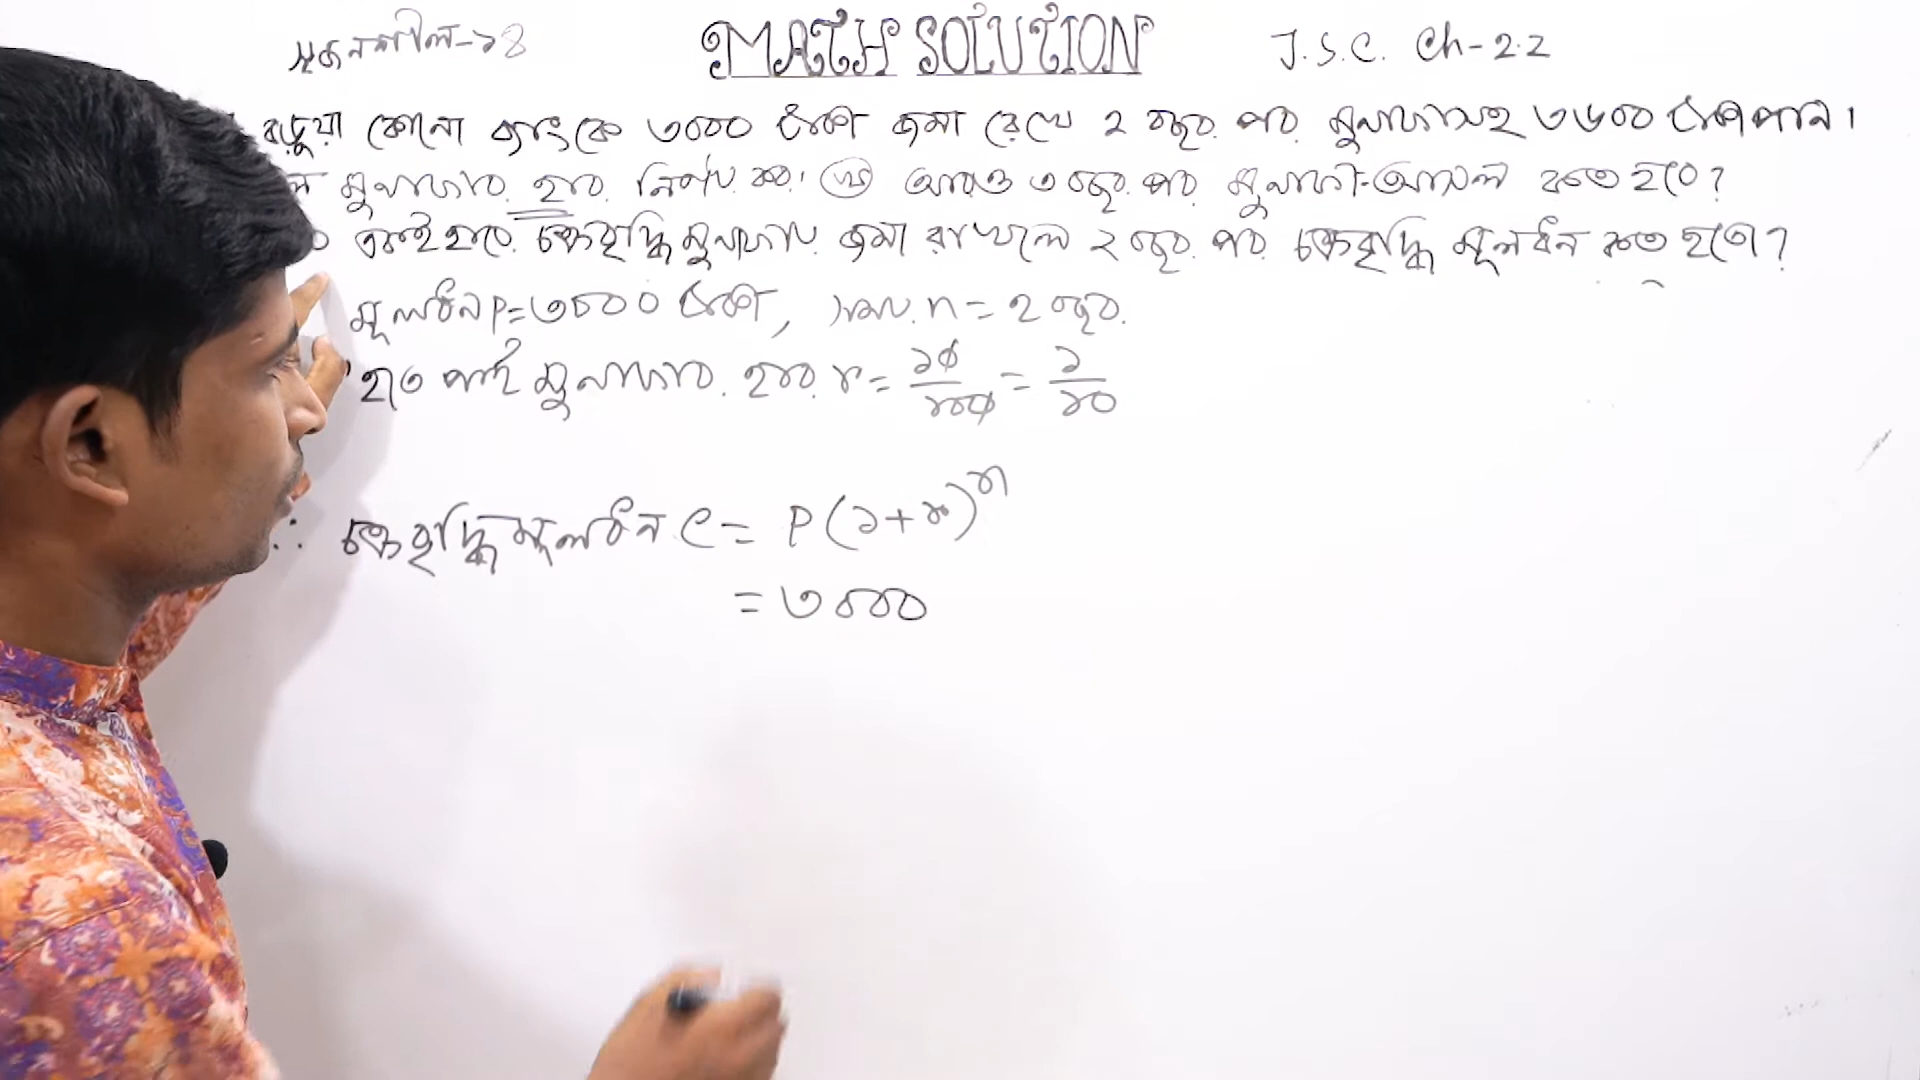 সৃজনশীল-১৪ MATH SOLUTION J.S.C. Ch-2.2
বড়ুয়া কোনো ব্যাংকে ৩০০০ টাকা জমা রেখে ২ বছর পর মুনাফাসহ ৩৬০০ টাকা পান।
মুনাফার হার নির্ণয় কর। আরও ৩ বছর পর মুনাফা-আসল কত হবে?
একই হারে চক্রবৃদ্ধি মুনাফায় জমা রাখলে ২ বছর পর চক্রবৃদ্ধি মূলধন কত হতো?
মূলধন P=৩০০০ টাকা, সময় n = ২ বছর
হতে পাই মুনাফার হার r = ১০/১০০ = ১/১০
∴ চক্রবৃদ্ধি মূলধন C = P(১+r)^n
= ৩০০০